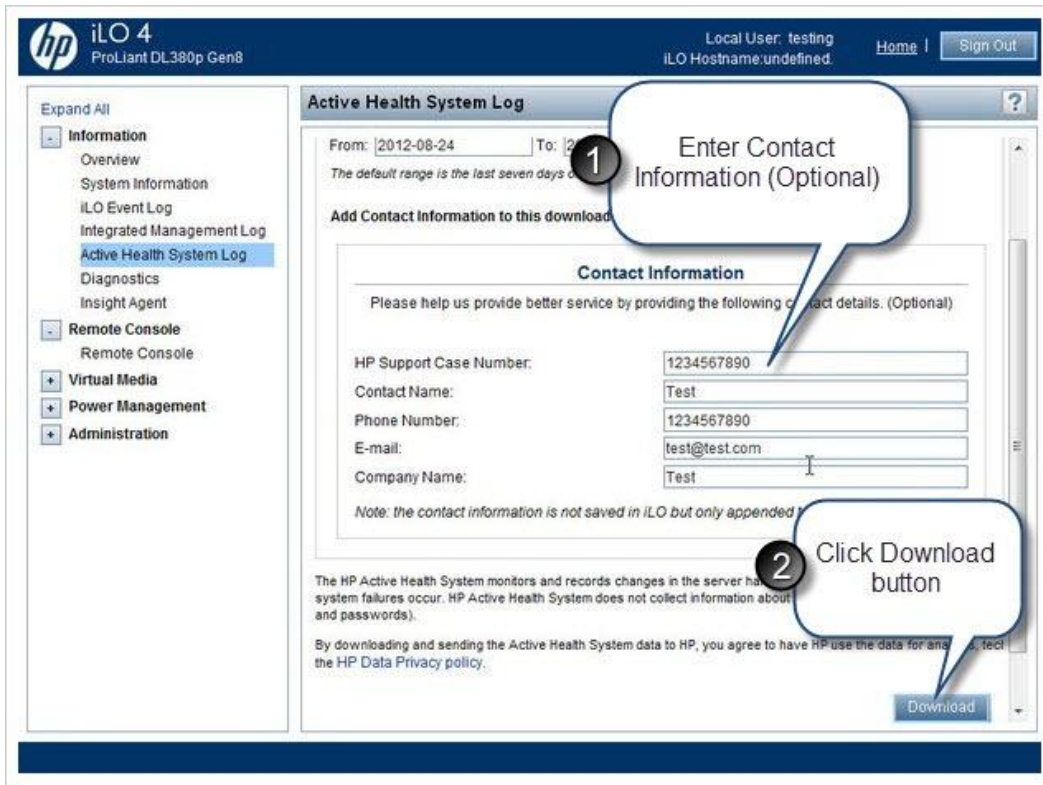 hp
iLO 4
ProLiant DL380p Gen8
Local User: testing
iLO Hostname:undefined.
Home |
Sign Out
Expand All
Information
Overview
System Information
iLO Event Log
Integrated Management Log
Active Health System Log
Diagnostics
Insight Agent
Remote Console
Remote Console
Virtual Media
Power Management
Administration
Active Health System Log
?
From: 2012-08-24 To:
The default range is the last seven days
1
Enter Contact
Information (Optional)
Add Contact Information to this download
Contact Information
Please help us provide better service by providing the following contact details. (Optional)
HP Support Case Number: 1234567890
Contact Name: Test
Phone Number: 1234567890
E-mail: test@test.com
Company Name: Test
Note: the contact information is not saved in iLO but only appended
2
Click Download
button
The HP Active Health System monitors and records changes in the server
system failures occur. HP Active Health System does not collect information about
and passwords).
By downloading and sending the Active Health System data to HP, you agree to have HP use the data for
the HP Data Privacy policy.
Download